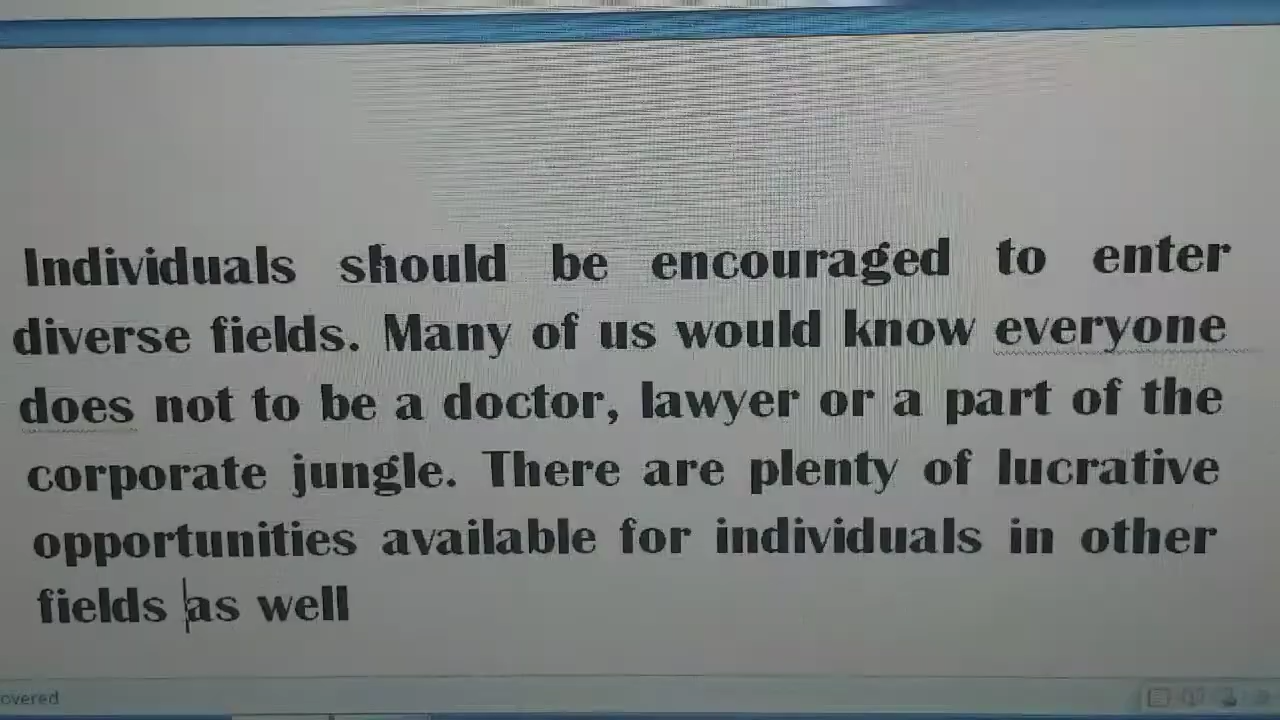 Individuals should be encouraged to enter
diverse fields. Many of us would know everyone
does not to be a doctor, lawyer or a part of the
corporate jungle. There are plenty of lucrative
opportunities available for individuals in other
fields as well
overed